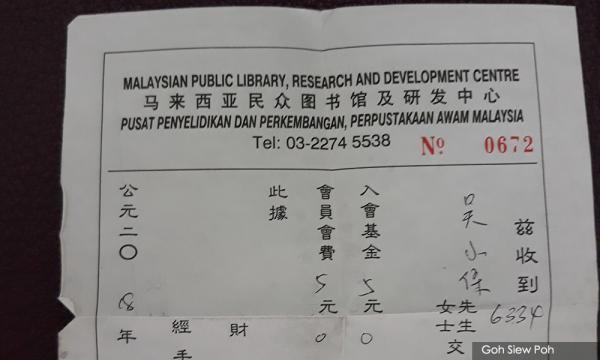 MALAYSIAN PUBLIC LIBRARY, RESEARCH AND DEVELOPMENT CENTRE
马来西亚民众图书馆及研发中心
PUSAT PENYELIDIKAN DAN PERKEMBANGAN, PERPUSTAKAAN AWAM MALAYSIA
Tel: 03-2274 5538
Nº 0672
茲收到
6334
吴小保
先生
女士
交
入會基金 5元0
會員會費 5元0
此據
財
經手
公元二〇18年
Goh Siew Poh